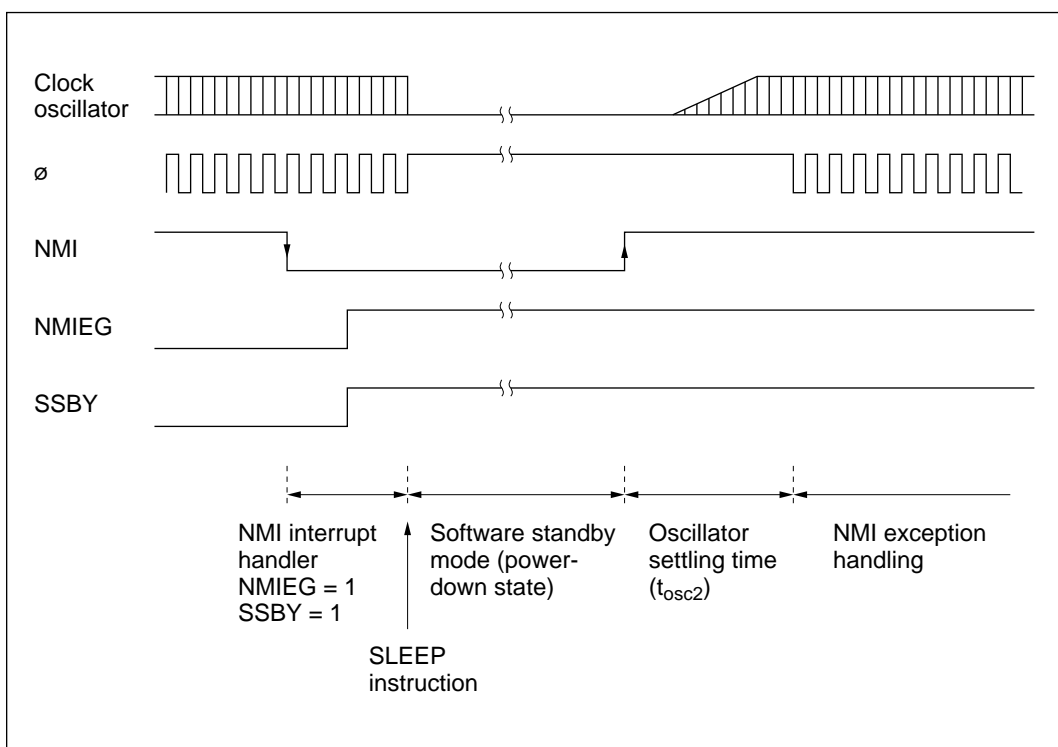 Clock
oscillator
ø
NMI
NMIEG
SSBY
NMI interrupt
handler
NMIEG = 1
SSBY = 1
Software standby
mode (power-
down state)
Oscillator
settling time
(tosc2)
NMI exception
handling
SLEEP
instruction